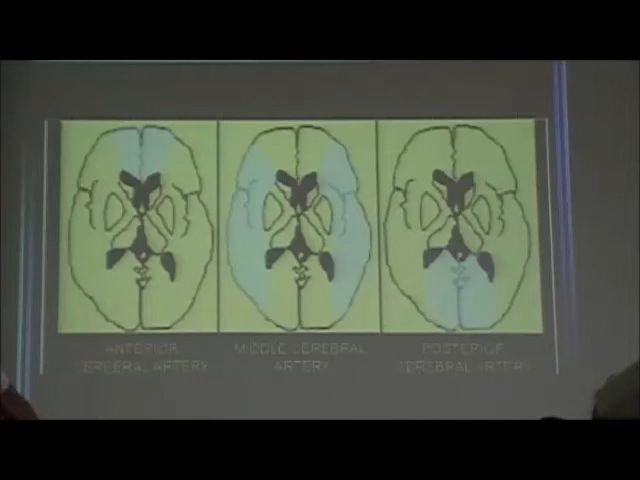 ANTERIOR
CEREBRAL ARTERY
MIDDLE CEREBRAL
ARTERY
POSTERIOR
CEREBRAL ARTERY